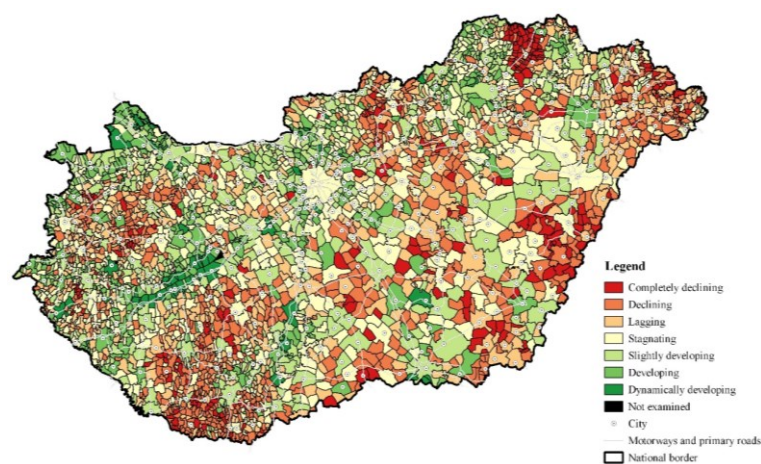 Legend
Completely declining
Declining
Lagging
Stagnating
Slightly developing
Developing
Dynamically developing
Not examined
City
Motorways and primary roads
National border